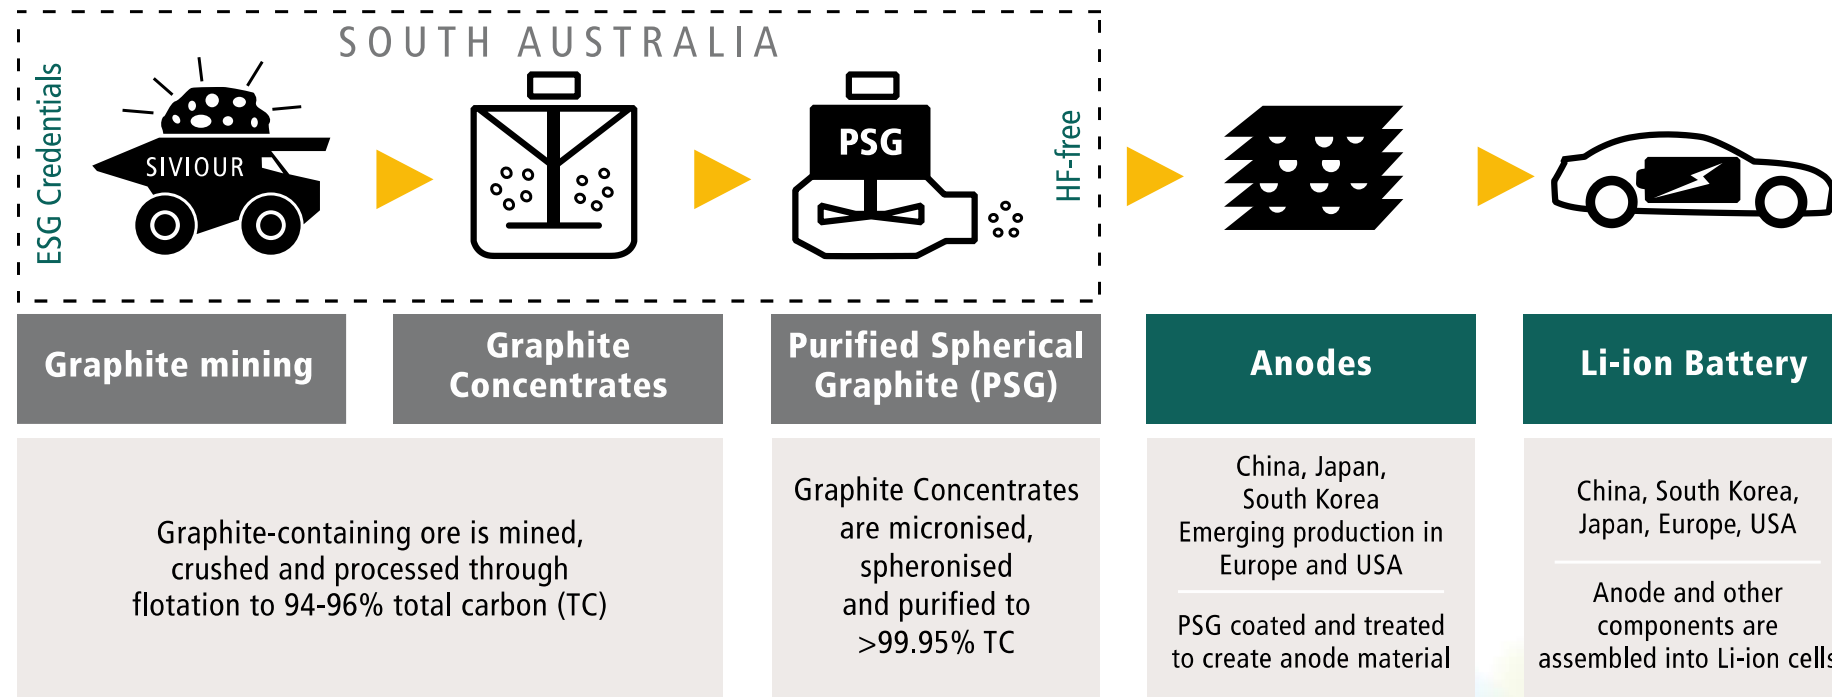 SOUTH AUSTRALIA
ESG Credentials
SIVIOUR
PSG
HF-free
Graphite mining
Graphite
Concentrates
Purified Spherical
Graphite (PSG)
Anodes
Li-ion Battery
Graphite-containing ore is mined,
crushed and processed through
flotation to 94-96% total carbon (TC)
Graphite Concentrates
are micronised,
spheronised
and purified to
>99.95% TC
China, Japan,
South Korea
Emerging production in
Europe and USA
PSG coated and treated
to create anode material
China, South Korea,
Japan, Europe, USA
Anode and other
components are
assembled into Li-ion cells